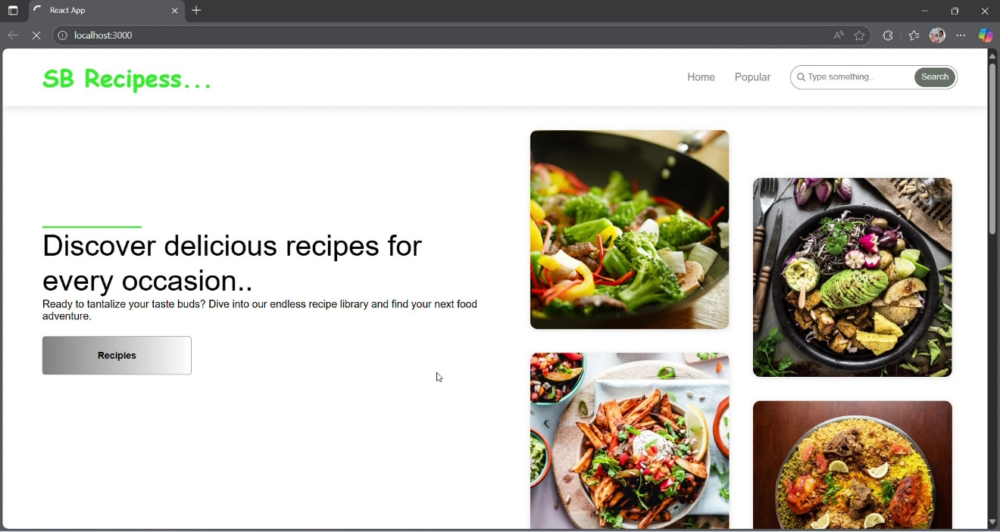 React App
localhost:3000
SB Recipess...
Home
Popular
Type something..
Search
Discover delicious recipes for
every occasion..
Ready to tantalize your taste buds? Dive into our endless recipe library and find your next food
adventure.
Recipies